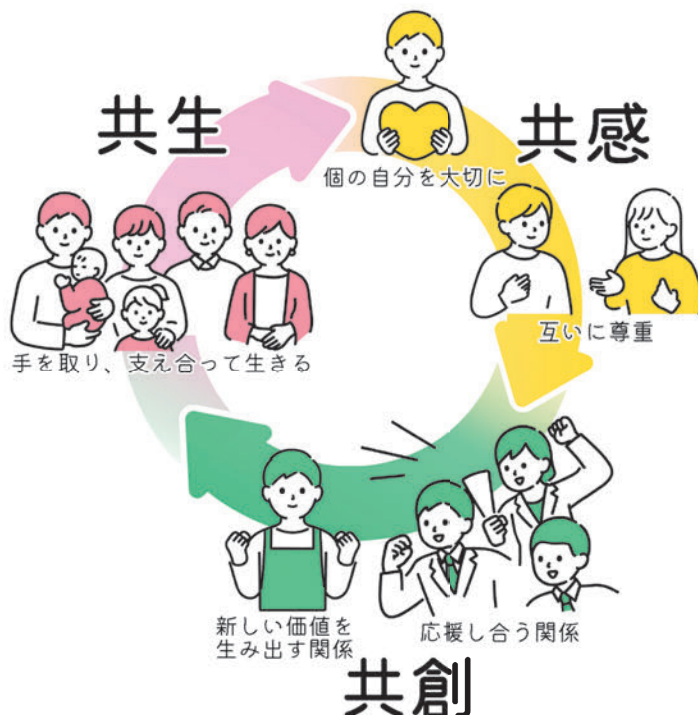 共生
共感
個の自分を大切に
互いに尊重
手を取り、支え合って生きる
新しい価値を
生み出す関係
応援し合う関係
共創